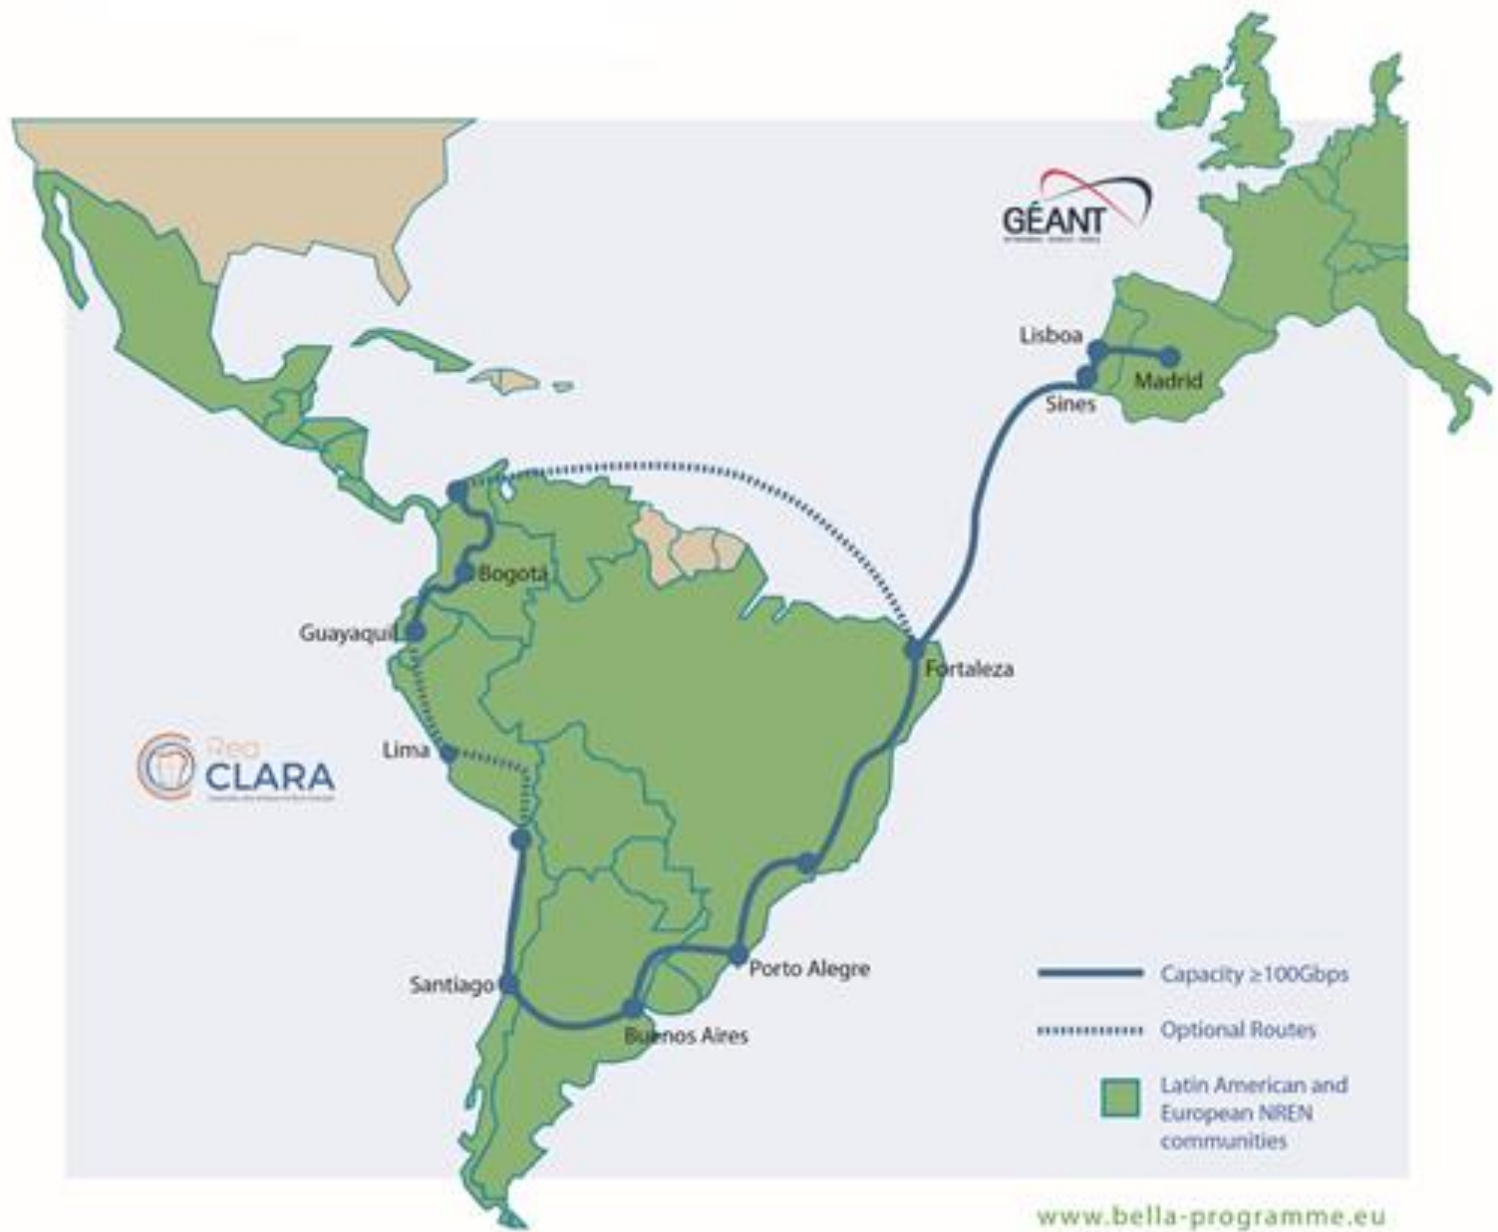 GÉANT
Lisboa
Madrid
Sines
Bogotá
Guayaquil
Fortaleza
Lima
Red
CLARA
Santiago
Porto Alegre
Buenos Aires
Capacity ≥100Gbps
Optional Routes
Latin American and
European NREN
communities
www.bella-programme.eu